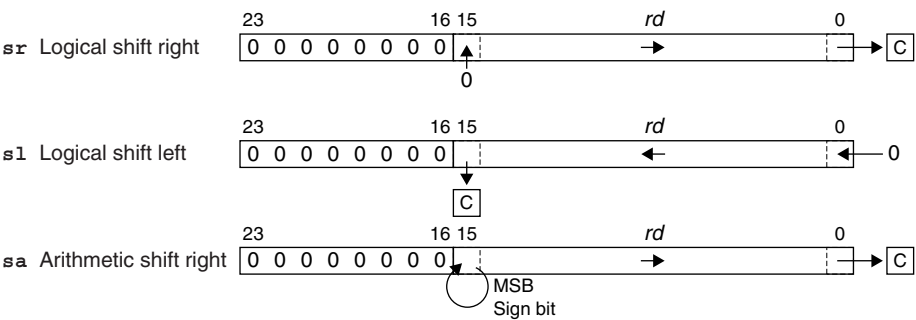 23 16 15 rd 0
sr Logical shift right 0 0 0 0 0 0 0 0 C
0
23 16 15 rd 0
sl Logical shift left 0 0 0 0 0 0 0 0 0
C
23 16 15 rd 0
sa Arithmetic shift right 0 0 0 0 0 0 0 0 C
MSB
Sign bit